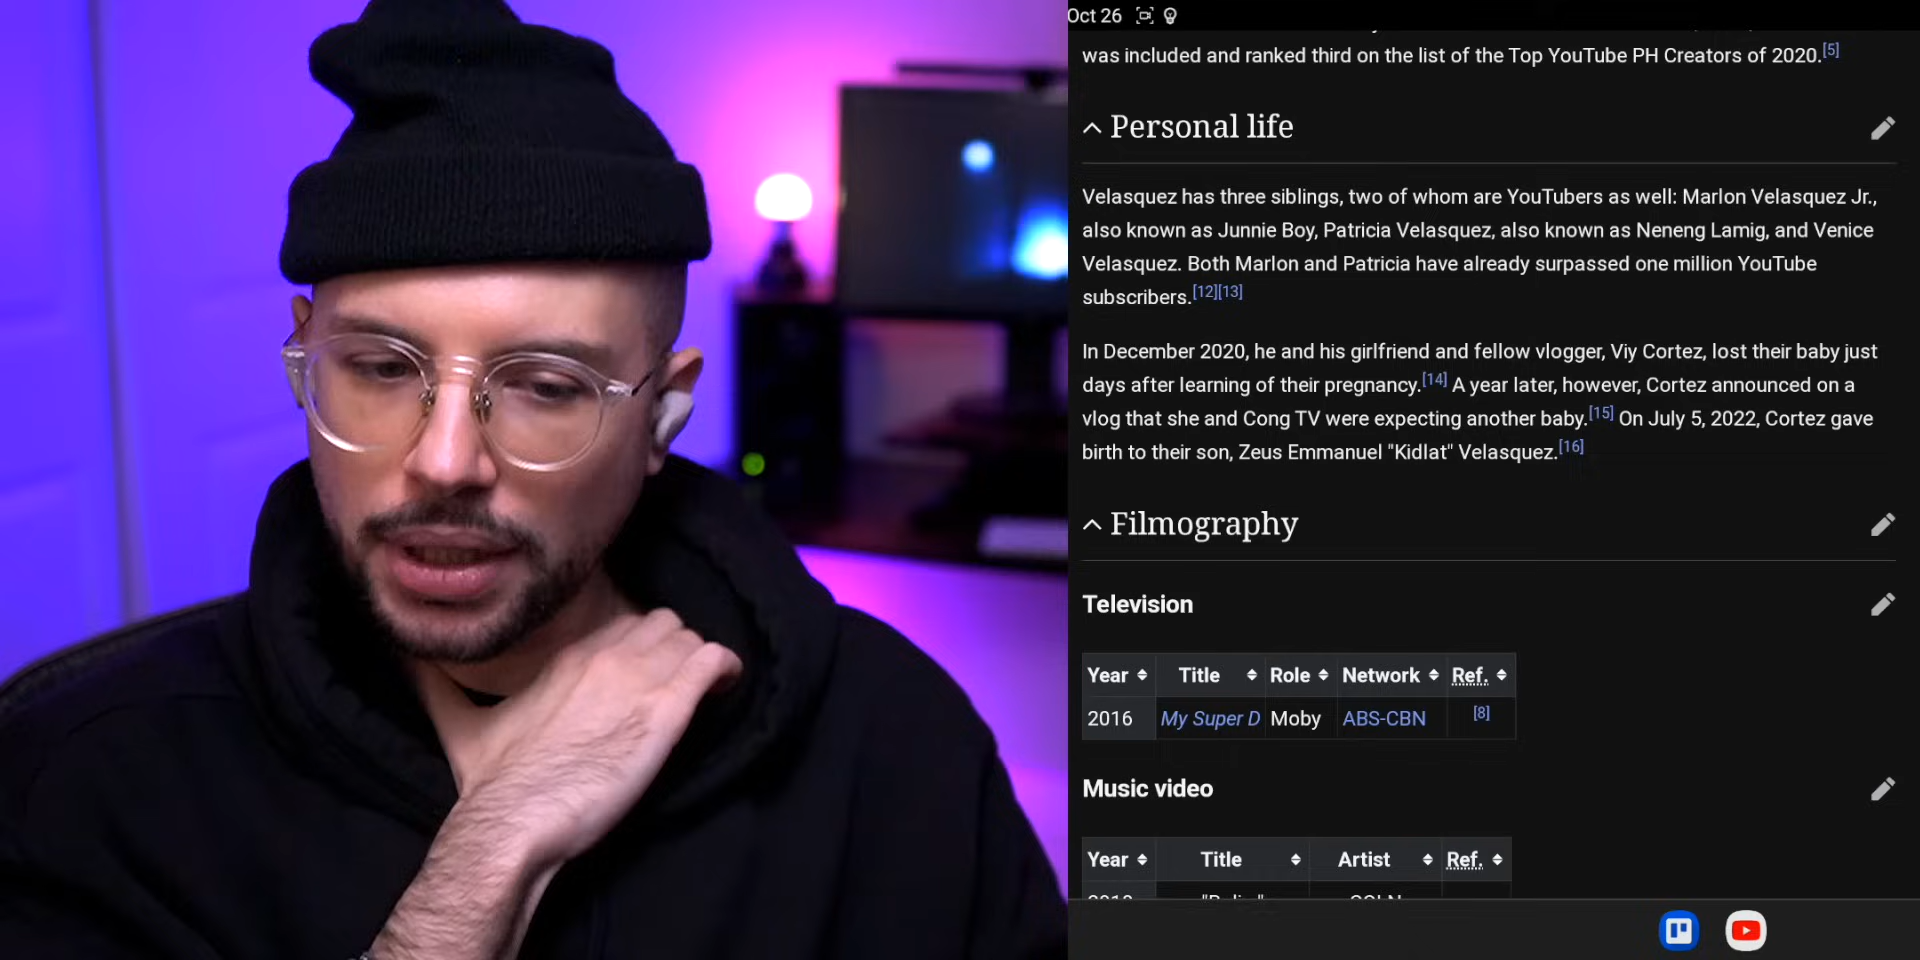 Oct 26
was included and ranked third on the list of the Top YouTube PH Creators of 2020.[5]
Personal life
Velasquez has three siblings, two of whom are YouTubers as well: Marlon Velasquez Jr.,
also known as Junnie Boy, Patricia Velasquez, also known as Neneng Lamig, and Venice
Velasquez. Both Marlon and Patricia have already surpassed one million YouTube
subscribers.[12][13]
In December 2020, he and his girlfriend and fellow vlogger, Viy Cortez, lost their baby just
days after learning of their pregnancy.[14] A year later, however, Cortez announced on a
vlog that she and Cong TV were expecting another baby.[15] On July 5, 2022, Cortez gave
birth to their son, Zeus Emmanuel "Kidlat" Velasquez.[16]
Filmography
Television
Year Title Role Network Ref.
2016 My Super D Moby ABS-CBN [8]
Music video
Year Title Artist Ref.